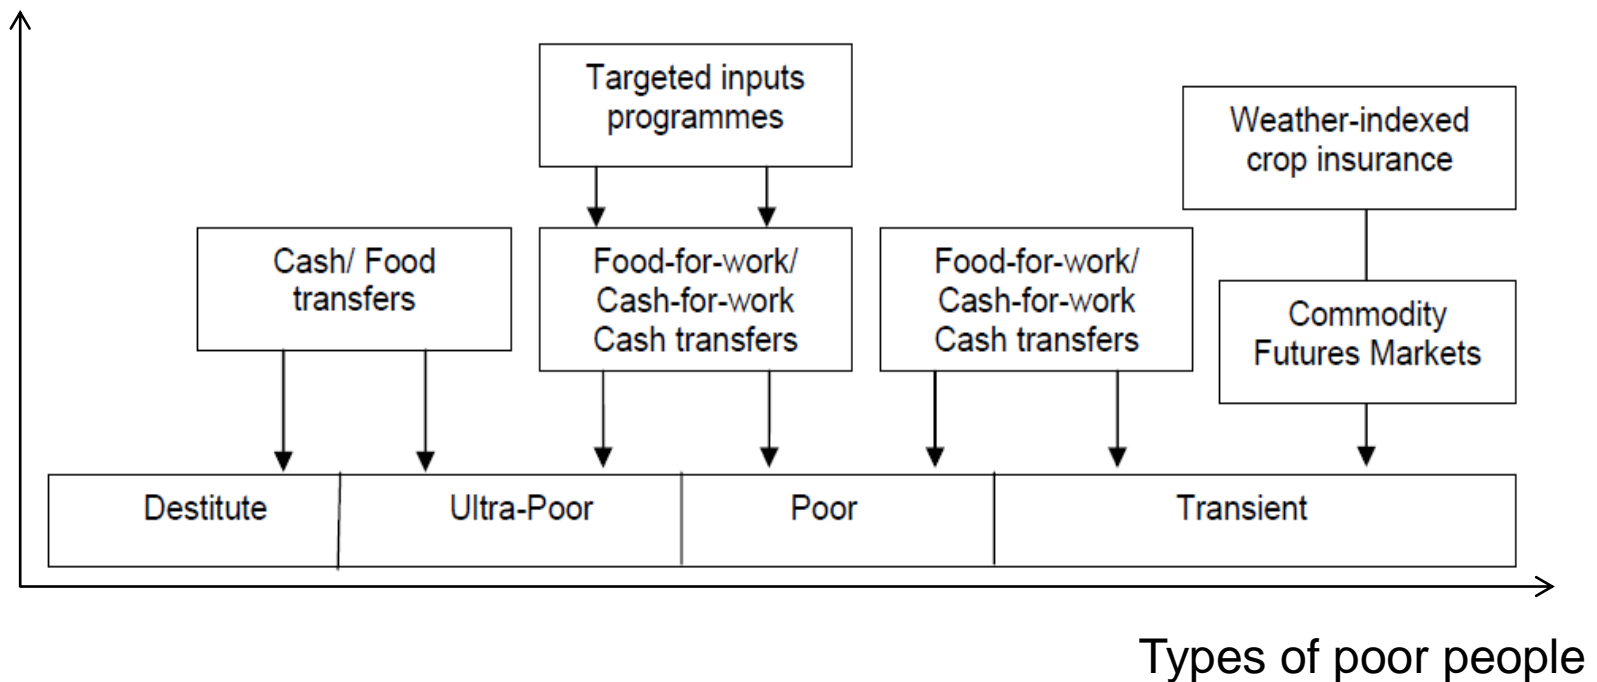 Targeted inputs
programmes
Weather-indexed
crop insurance
Cash/ Food
transfers
Food-for-work/
Cash-for-work
Cash transfers
Food-for-work/
Cash-for-work
Cash transfers
Commodity
Futures Markets
Destitute
Ultra-Poor
Poor
Transient
Types of poor people